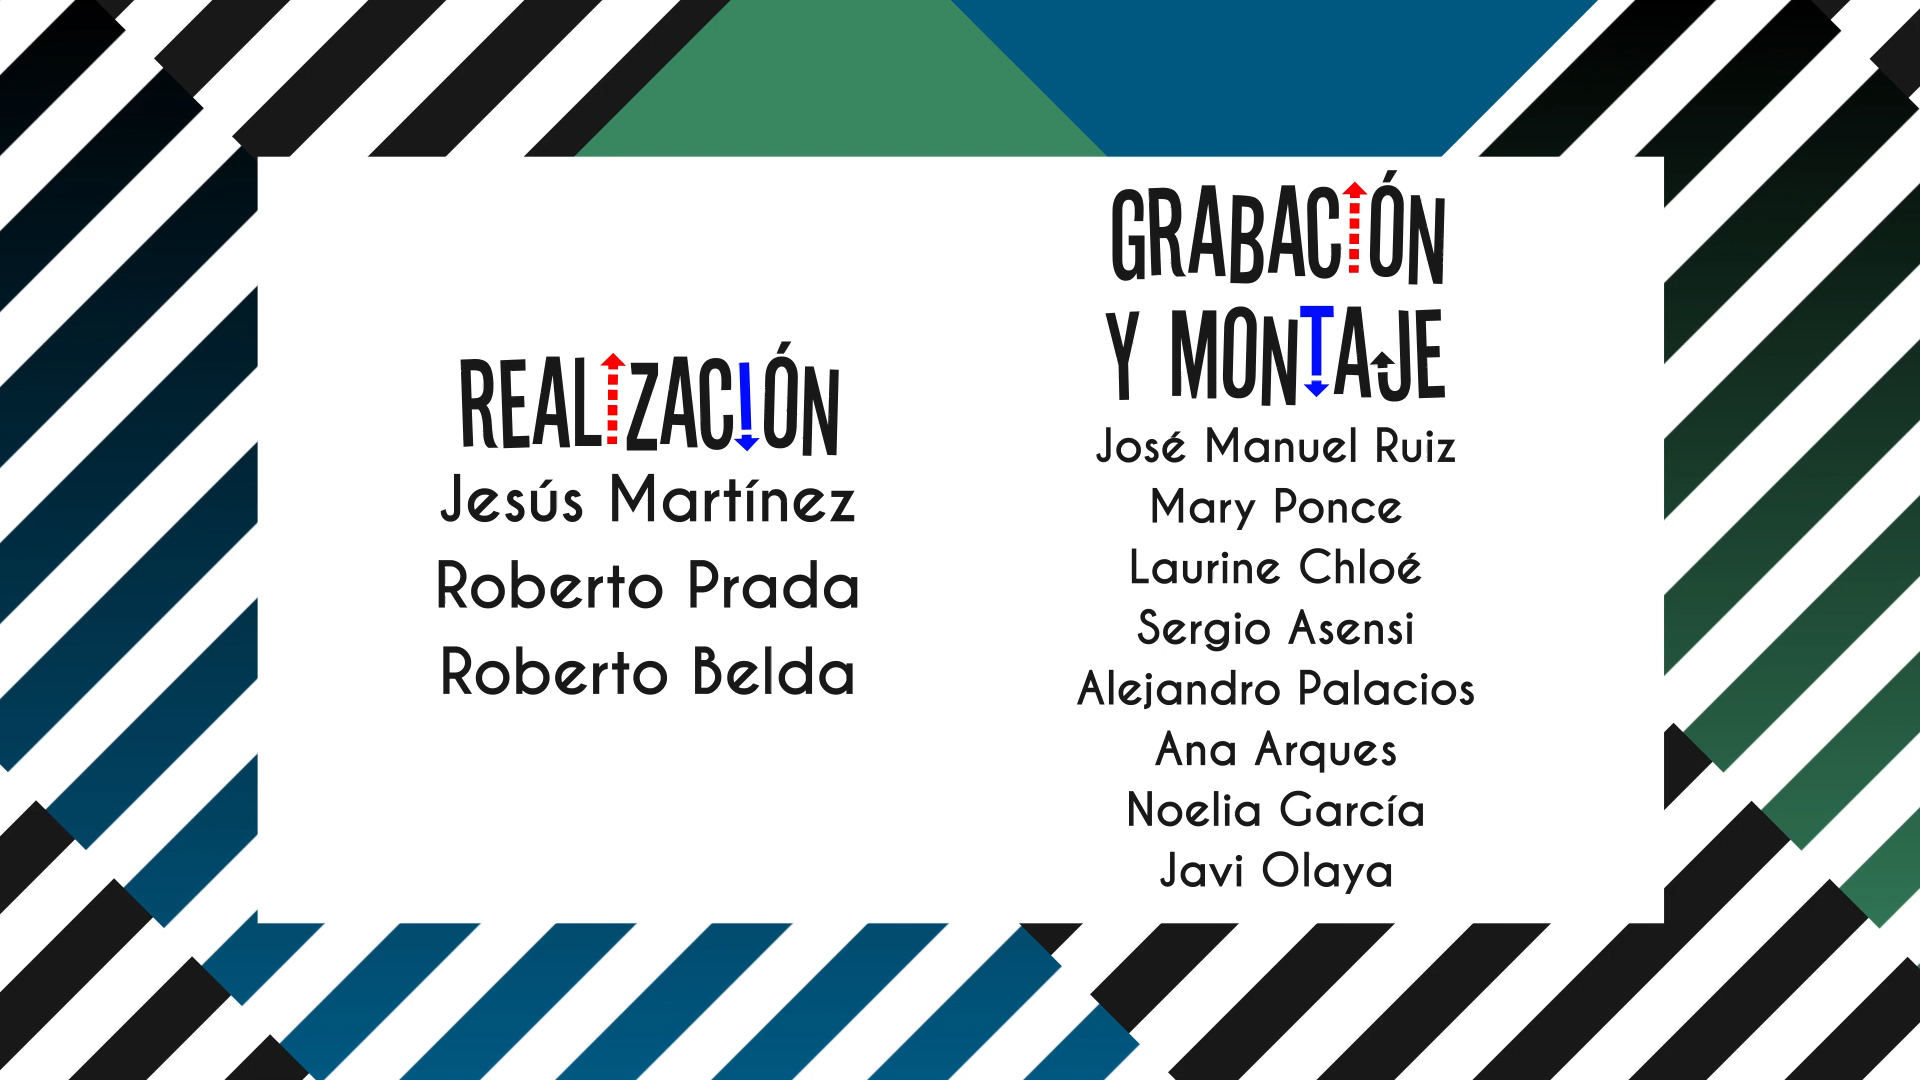 REALIZACIÓN
Jesús Martínez
Roberto Prada
Roberto Belda
GRABACIÓN
Y MONTAJE
José Manuel Ruiz
Mary Ponce
Laurine Chloé
Sergio Asensi
Alejandro Palacios
Ana Arques
Noelia García
Javi Olaya